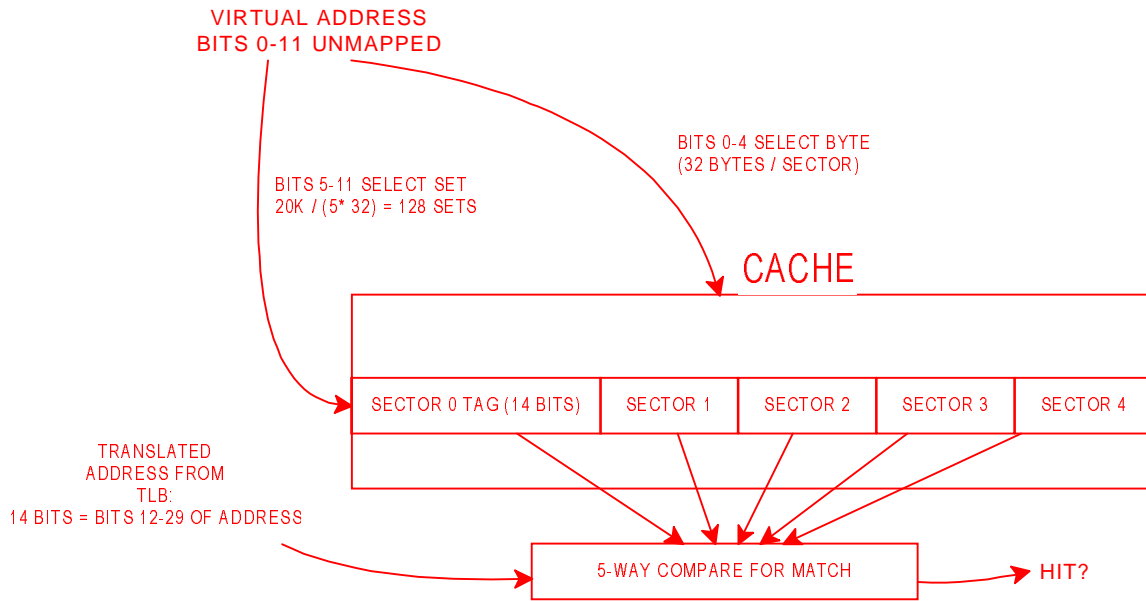 VIRTUAL ADDRESS
BITS 0-11 UNMAPPED
BITS 0-4 SELECT BYTE
(32 BYTES / SECTOR)
BITS 5-11 SELECT SET
20K / (5* 32) = 128 SETS
CACHE
SECTOR 0 TAG (14 BITS)
SECTOR 1
SECTOR 2
SECTOR 3
SECTOR 4
TRANSLATED
ADDRESS FROM
TLB:
14 BITS = BITS 12-29 OF ADDRESS
5-WAY COMPARE FOR MATCH
HIT?